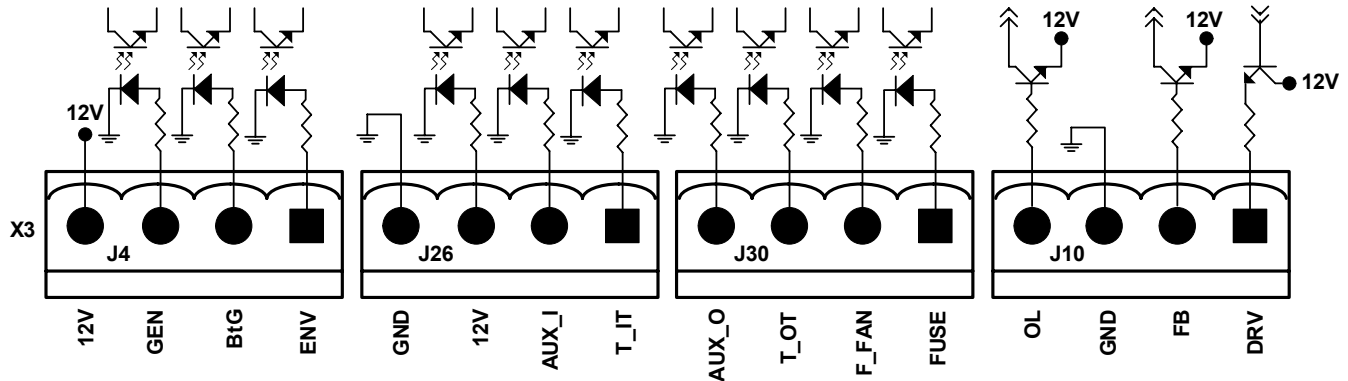 12V 12V 12V
12V
X3
J4 J26 J30 J10
12V GEN BtG ENV GND 12V AUX_I T_IT AUX_O T_OT F_FAN FUSE OL GND FB DRV